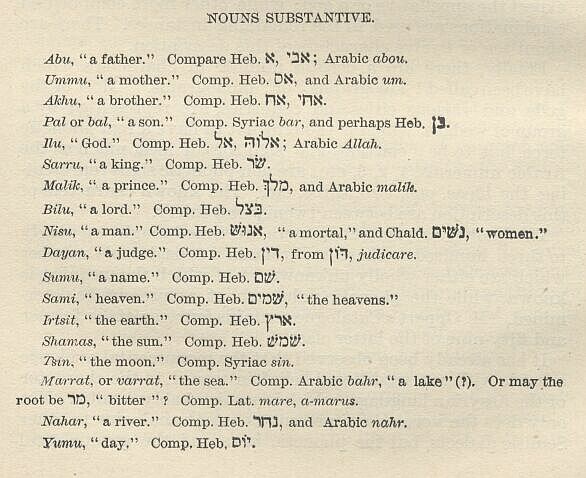 NOUNS SUBSTANTIVE.
Abu, “a father.” Compare Heb. א, אבי; Arabic abou.
Ummu, “a mother.” Comp. Heb. אם, and Arabic um.
Akhu, “a brother.” Comp. Heb. אח, אחי.
Pal or bal, “a son.” Comp. Syriac bar, and perhaps Heb. בן.
Ilu, “God.” Comp. Heb. אל, אלוה; Arabic Allah.
Sarru, “a king.” Comp. Heb. שׂר.
Malik, “a prince.” Comp. Heb. מלך, and Arabic malik.
Bilu, “a lord.” Comp. Heb. בצל.
Nisu, “a man.” Comp. Heb. אנוש, “a mortal,” and Chald. נשים, “women.”
Dayan, “a judge.” Comp. Heb. דין, from דון, judicare.
Sumu, “a name.” Comp. Heb. שם.
Sami, “heaven.” Comp. Heb. שמים, “the heavens.”
Irtsit, “the earth.” Comp. Heb. ארץ.
Shamas, “the sun.” Comp. Heb. שמש.
Tsin, “the moon.” Comp. Syriac sin.
Marrat, or varrat, “the sea.” Comp. Arabic bahr, “a lake” (?). Or may the
root be מר, “bitter”? Comp. Lat. mare, a-marus.
Nahar, “a river.” Comp. Heb. נחר, and Arabic nahr.
Yumu, “day.” Comp. Heb. יום.